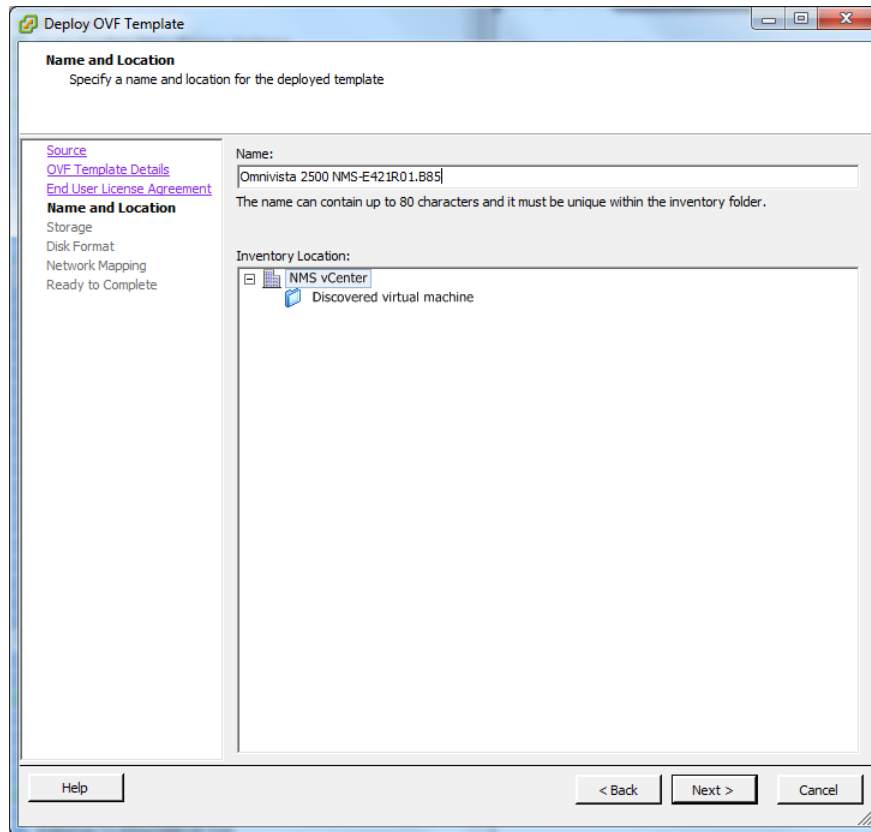 Deploy OVF Template
Name and Location
Specify a name and location for the deployed template
Source
OVF Template Details
End User License Agreement
Name and Location
Storage
Disk Format
Network Mapping
Ready to Complete
Name:
Omnivista 2500 NMS-E421R01.B85
The name can contain up to 80 characters and it must be unique within the inventory folder.
Inventory Location:
NMS vCenter
Discovered virtual machine
Help
< Back
Next >
Cancel